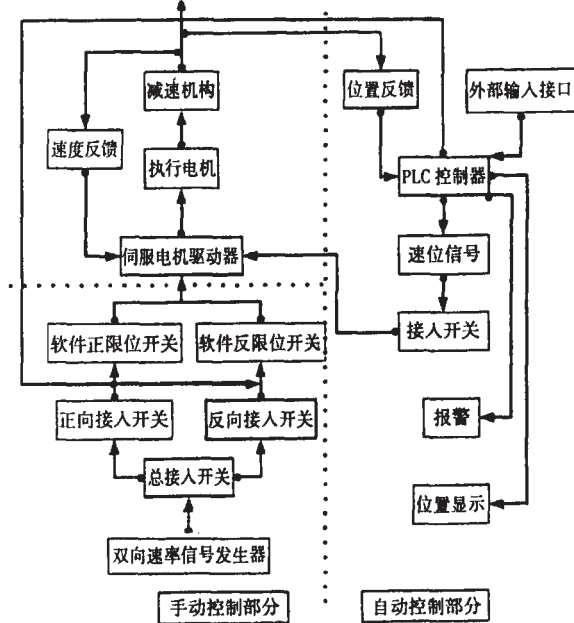 减速机构
位置反馈
外部输入接口
速度反馈
执行电机
PLC 控制器
伺服电机驱动器
速位信号
软件正限位开关
软件反限位开关
接入开关
正向接入开关
反向接入开关
报警
总接入开关
位置显示
双向速率信号发生器
手动控制部分
自动控制部分